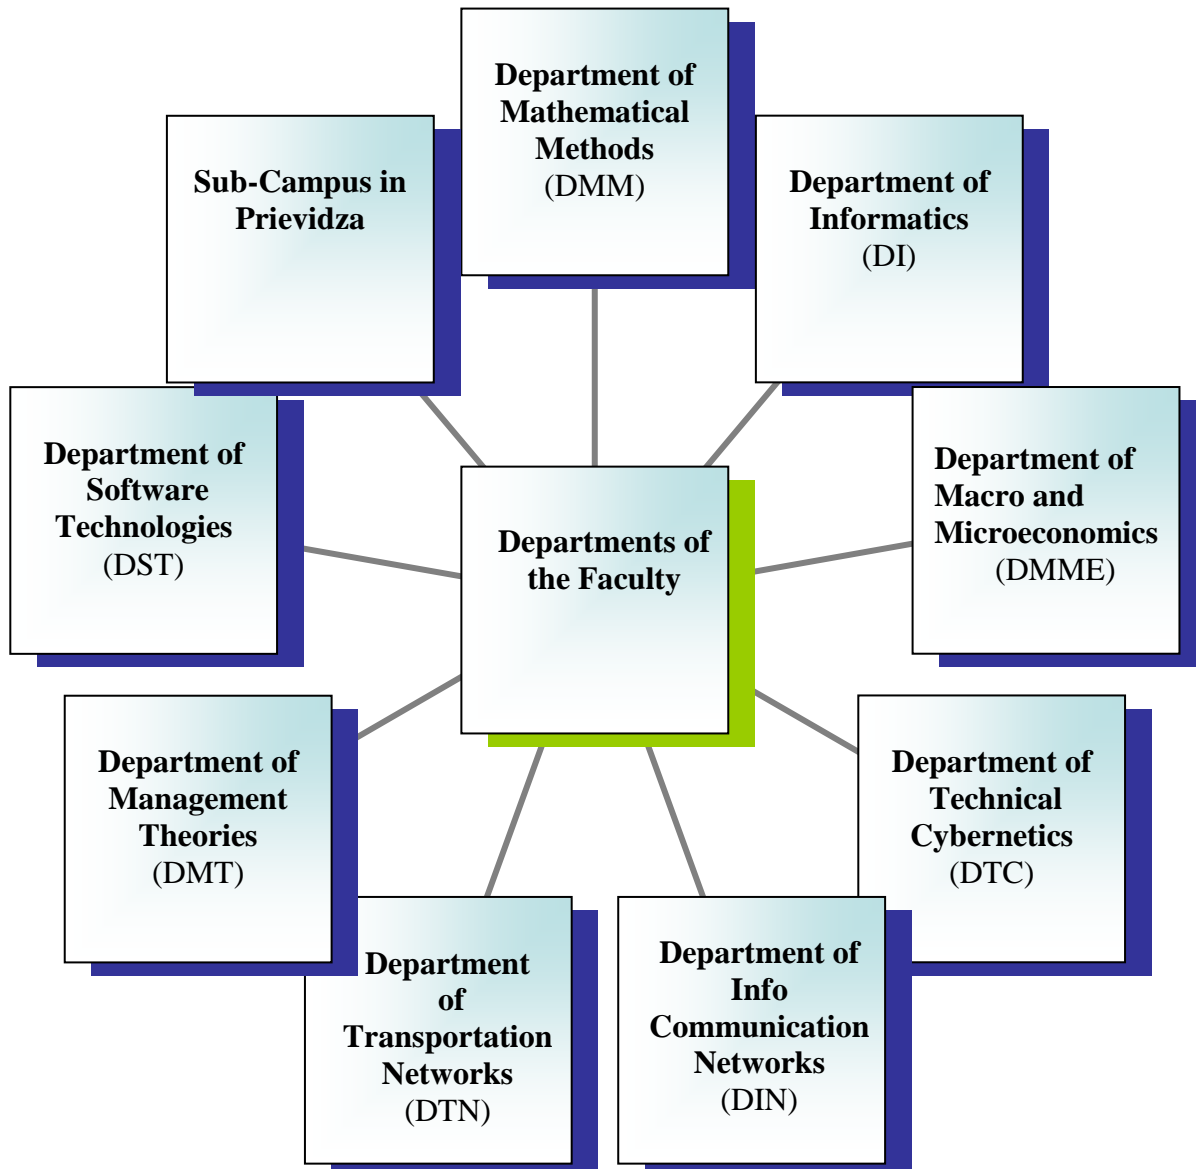 Department of
Mathematical
Methods
(DMM)
Sub-Campus in
Prievidza
Department of
Informatics
(DI)
Department of
Software
Technologies
(DST)
Departments of
the Faculty
Department of
Macro and
Microeconomics
(DMME)
Department of
Management
Theories
(DMT)
Department of
Technical
Cybernetics
(DTC)
Department
of
Transportation
Networks
(DTN)
Department of
Info
Communication
Networks
(DIN)